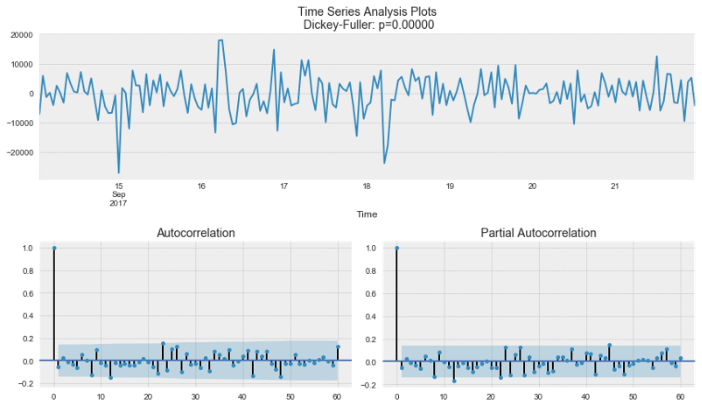 Time Series Analysis Plots
Dickey-Fuller: p=0.00000
20000
10000
0
−10000
−20000
15 16 17 18 19 20 21
Sep
2017
Time
Autocorrelation Partial Autocorrelation
1.0 1.0
0.8 0.8
0.6 0.6
0.4 0.4
0.2 0.2
0.0 0.0
−0.2 −0.2
0 10 20 30 40 50 60 0 10 20 30 40 50 60